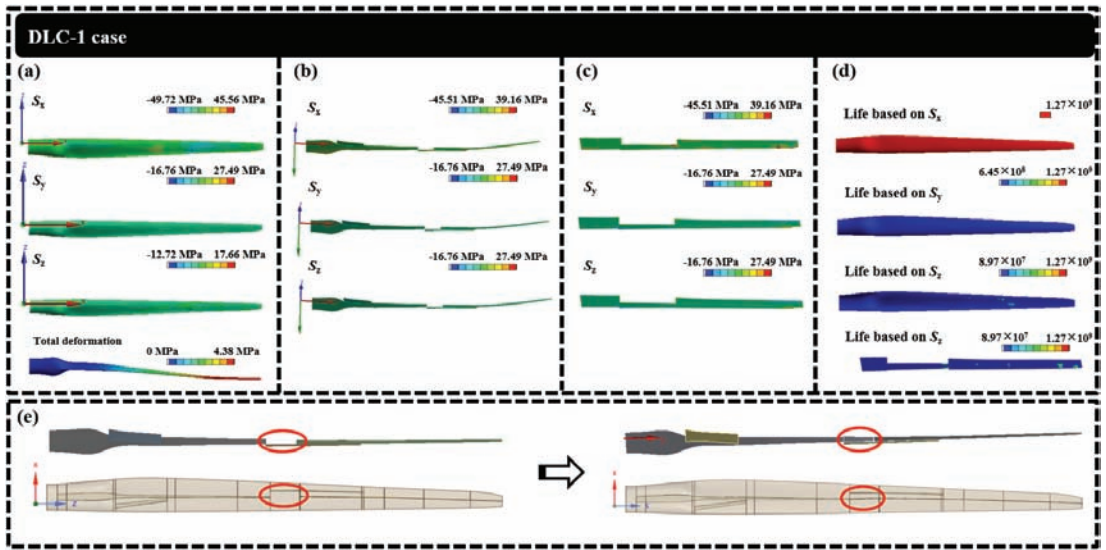 DLC-1 case
(a)
Sx
-49.72 MPa 45.56 MPa
Sy
-16.76 MPa 27.49 MPa
Sz
-12.72 MPa 17.66 MPa
Total deformation
0 MPa 4.38 MPa
(b)
Sx
-45.51 MPa 39.16 MPa
Sy
-16.76 MPa 27.49 MPa
Sz
-16.76 MPa 27.49 MPa
(c)
Sx
-45.51 MPa 39.16 MPa
Sy
-16.76 MPa 27.49 MPa
Sz
-16.76 MPa 27.49 MPa
(d)
1.27×10⁹
Life based on Sx
6.45×10⁸ 1.27×10⁹
Life based on Sy
8.97×10⁷ 1.27×10⁹
Life based on Sz
8.97×10⁷ 1.27×10⁹
Life based on Sz
(e)